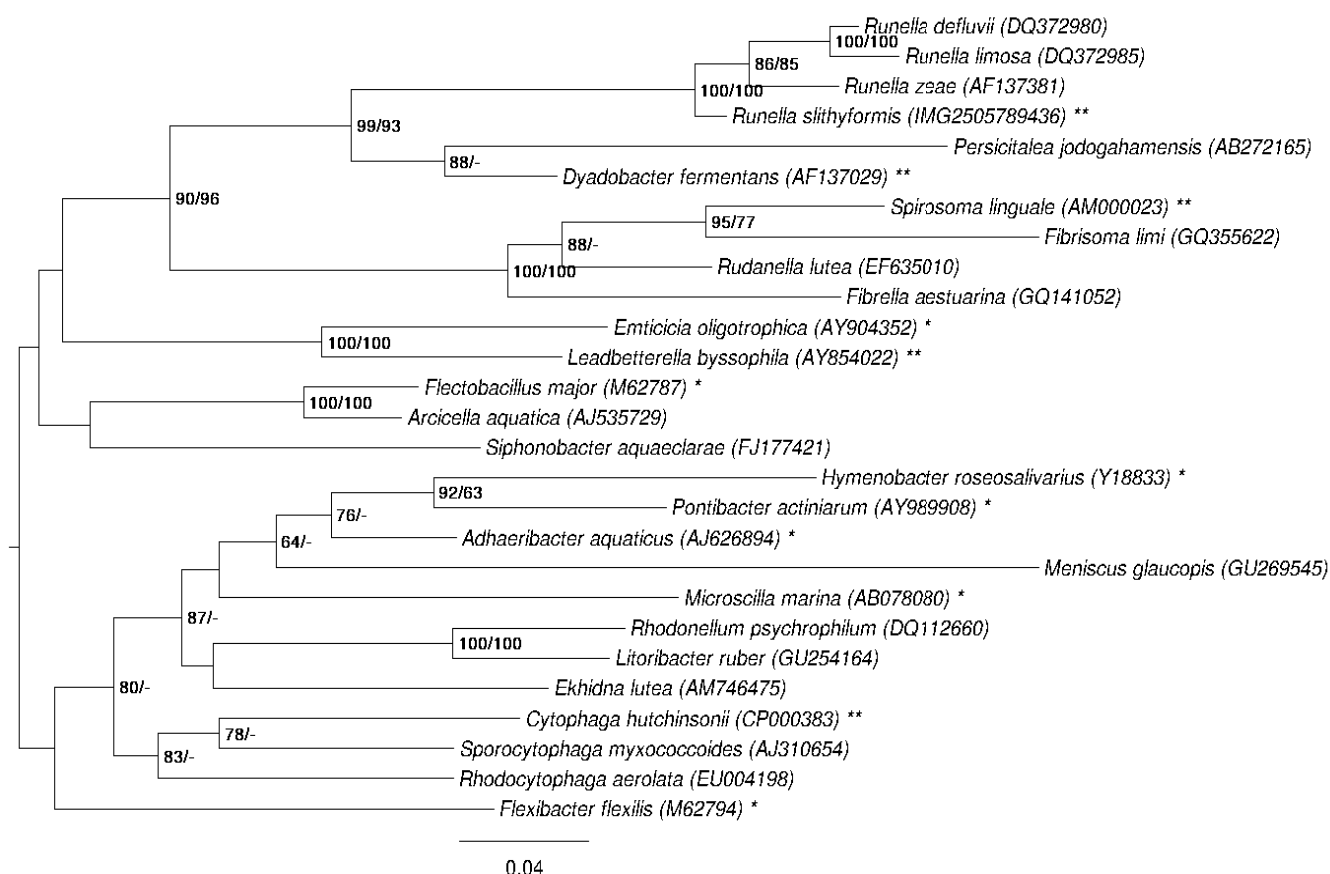 Runella defluvii (DQ372980)
100/100
Runella limosa (DQ372985)
86/85
Runella zeae (AF137381)
100/100
Runella slithyformis (IMG2505789436) **
99/93
Persicitalea jodogahamensis (AB272165)
88/-
Dyadobacter fermentans (AF137029) **
90/96
Spirosoma linguale (AM000023) **
95/77
Fibrisoma limi (GQ355622)
88/-
Rudanella lutea (EF635010)
100/100
Fibrella aestuarina (GQ141052)
Emticicia oligotrophica (AY904352) *
100/100
Leadbetterella byssophila (AY854022) **
Flectobacillus major (M62787) *
100/100
Arcicella aquatica (AJ535729)
Siphonobacter aquaeclarae (FJ177421)
Hymenobacter roseosalivarius (Y18833) *
92/63
Pontibacter actiniarum (AY989908) *
76/-
Adhaeribacter aquaticus (AJ626894) *
64/-
Meniscus glaucopis (GU269545)
Microscilla marina (AB078080) *
87/-
Rhodonellum psychrophilum (DQ112660)
100/100
Litoribacter ruber (GU254164)
Ekhidna lutea (AM746475)
80/-
Cytophaga hutchinsonii (CP000383) **
78/-
Sporocytophaga myxococcoides (AJ310654)
83/-
Rhodocytophaga aerolata (EU004198)
Flexibacter flexilis (M62794) *
0.04